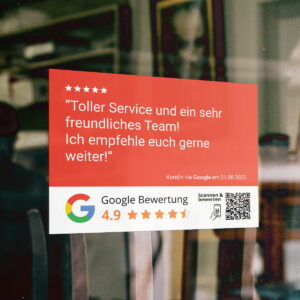 “Toller Service und ein sehr
freundliches Team!
Ich empfehle euch gerne
weiter!”
Kundin via Google am 21.08.2022
Google Bewertung
4.9
Scannen &
bewerten